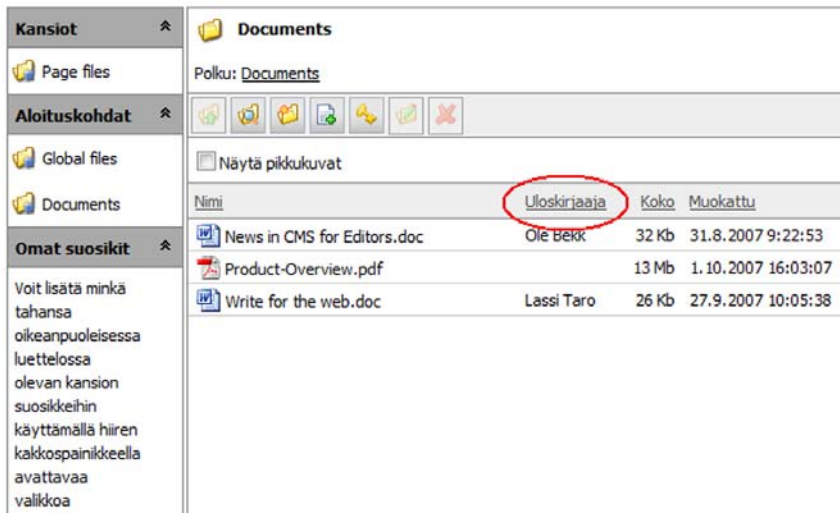 Kansiot
Page files
Aloituskohdat
Global files
Documents
Omat suosikit
Voit lisätä minkä
tahansa
oikeanpuoleisessa
luettelossa
olevan kansion
suosikkeihin
käyttämällä hiiren
kakkospainikkeella
avattavaa
valikkoa
Documents
Polku: Documents
Näytä pikkukuvat
Nimi Uloskirjaaja Koko Muokattu
News in CMS for Editors.doc Ole Bekk 32 Kb 31.8.2007 9:22:53
Product-Overview.pdf 13 Mb 1.10.2007 16:03:07
Write for the web.doc Lassi Taro 26 Kb 27.9.2007 10:05:38